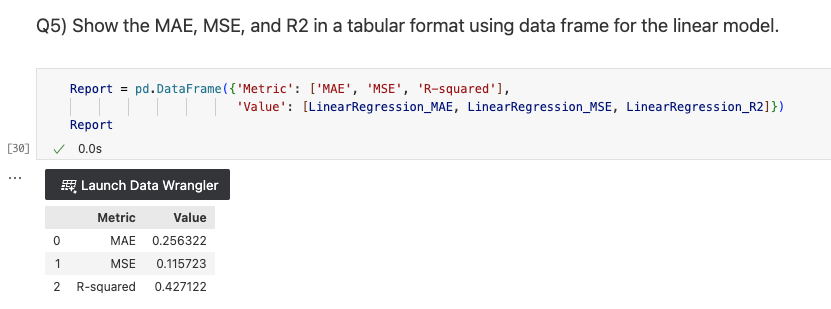 Q5) Show the MAE, MSE, and R2 in a tabular format using data frame for the linear model.
Report = pd.DataFrame({'Metric': ['MAE', 'MSE', 'R-squared'],
'Value': [LinearRegression_MAE, LinearRegression_MSE, LinearRegression_R2]})
Report
[30] ✓ 0.0s
...
Launch Data Wrangler
Metric Value
0 MAE 0.256322
1 MSE 0.115723
2 R-squared 0.427122